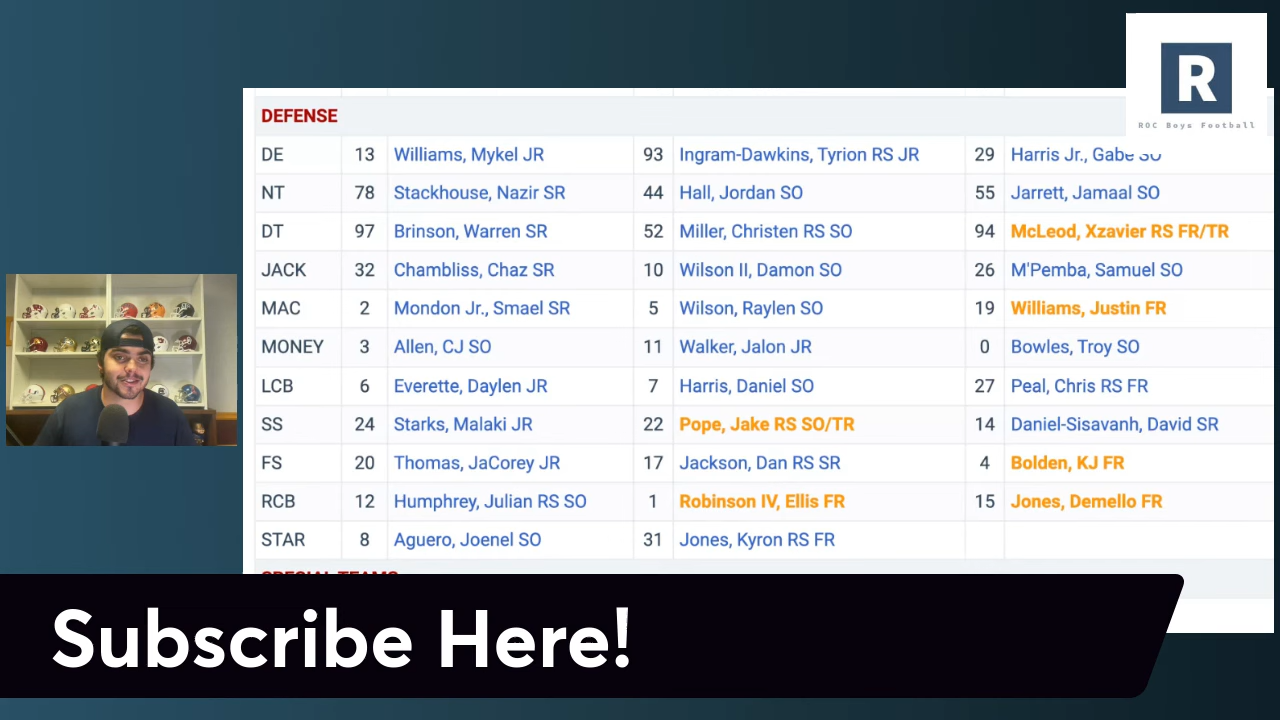 R
ROC Boys Football
DEFENSE
DE 13 Williams, Mykel JR 93 Ingram-Dawkins, Tyrion RS JR 29 Harris Jr., Gabe SO
NT 78 Stackhouse, Nazir SR 44 Hall, Jordan SO 55 Jarrett, Jamaal SO
DT 97 Brinson, Warren SR 52 Miller, Christen RS SO 94 McLeod, Xzavier RS FR/TR
JACK 32 Chambliss, Chaz SR 10 Wilson II, Damon SO 26 M'Pemba, Samuel SO
MAC 2 Mondon Jr., Smael SR 5 Wilson, Raylen SO 19 Williams, Justin FR
MONEY 3 Allen, CJ SO 11 Walker, Jalon JR 0 Bowles, Troy SO
LCB 6 Everette, Daylen JR 7 Harris, Daniel SO 27 Peal, Chris RS FR
SS 24 Starks, Malaki JR 22 Pope, Jake RS SO/TR 14 Daniel-Sisavanh, David SR
FS 20 Thomas, JaCorey JR 17 Jackson, Dan RS SR 4 Bolden, KJ FR
RCB 12 Humphrey, Julian RS SO 1 Robinson IV, Ellis FR 15 Jones, Demello FR
STAR 8 Aguero, Joenel SO 31 Jones, Kyron RS FR
SPECIAL TEAMS
Subscribe Here!